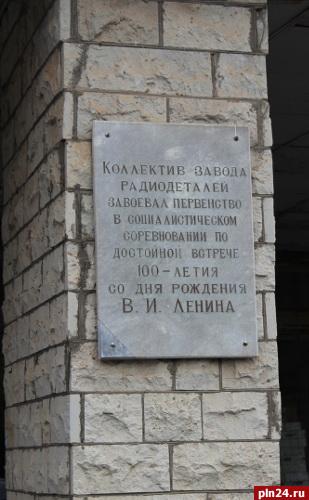 Коллектив завода
радиодеталей
завоевал первенство
в социалистическом
соревновании по
достойной встрече
100-летия
со дня рождения
В. И. Ленина
pln24.ru